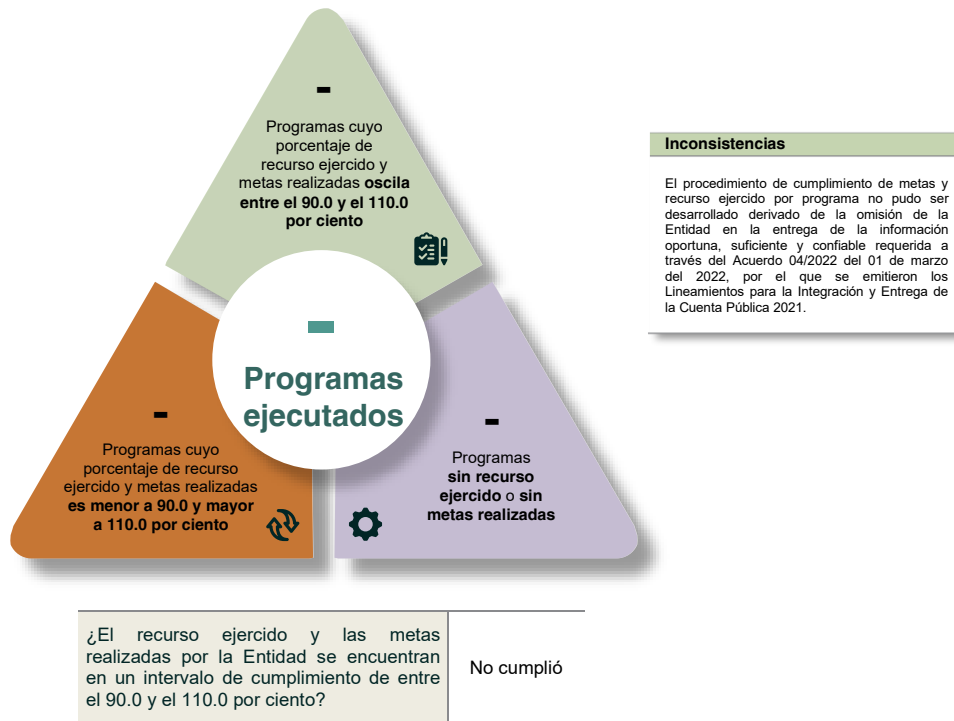 -
Programas cuyo
porcentaje de
recurso ejercido y
metas realizadas oscila
entre el 90.0 y el 110.0
por ciento
-
Programas
ejecutados
-
Programas cuyo
porcentaje de recurso
ejercido y metas realizadas
es menor a 90.0 y mayor
a 110.0 por ciento
-
Programas
sin recurso
ejercido o sin
metas realizadas
Inconsistencias
El procedimiento de cumplimiento de metas y
recurso ejercido por programa no pudo ser
desarrollado derivado de la omisión de la
Entidad en la entrega de la información
oportuna, suficiente y confiable requerida a
través del Acuerdo 04/2022 del 01 de marzo
del 2022, por el que se emitieron los
Lineamientos para la Integración y Entrega de
la Cuenta Pública 2021.
¿El recurso ejercido y las metas
realizadas por la Entidad se encuentran
en un intervalo de cumplimiento de entre
el 90.0 y el 110.0 por ciento?
No cumplió